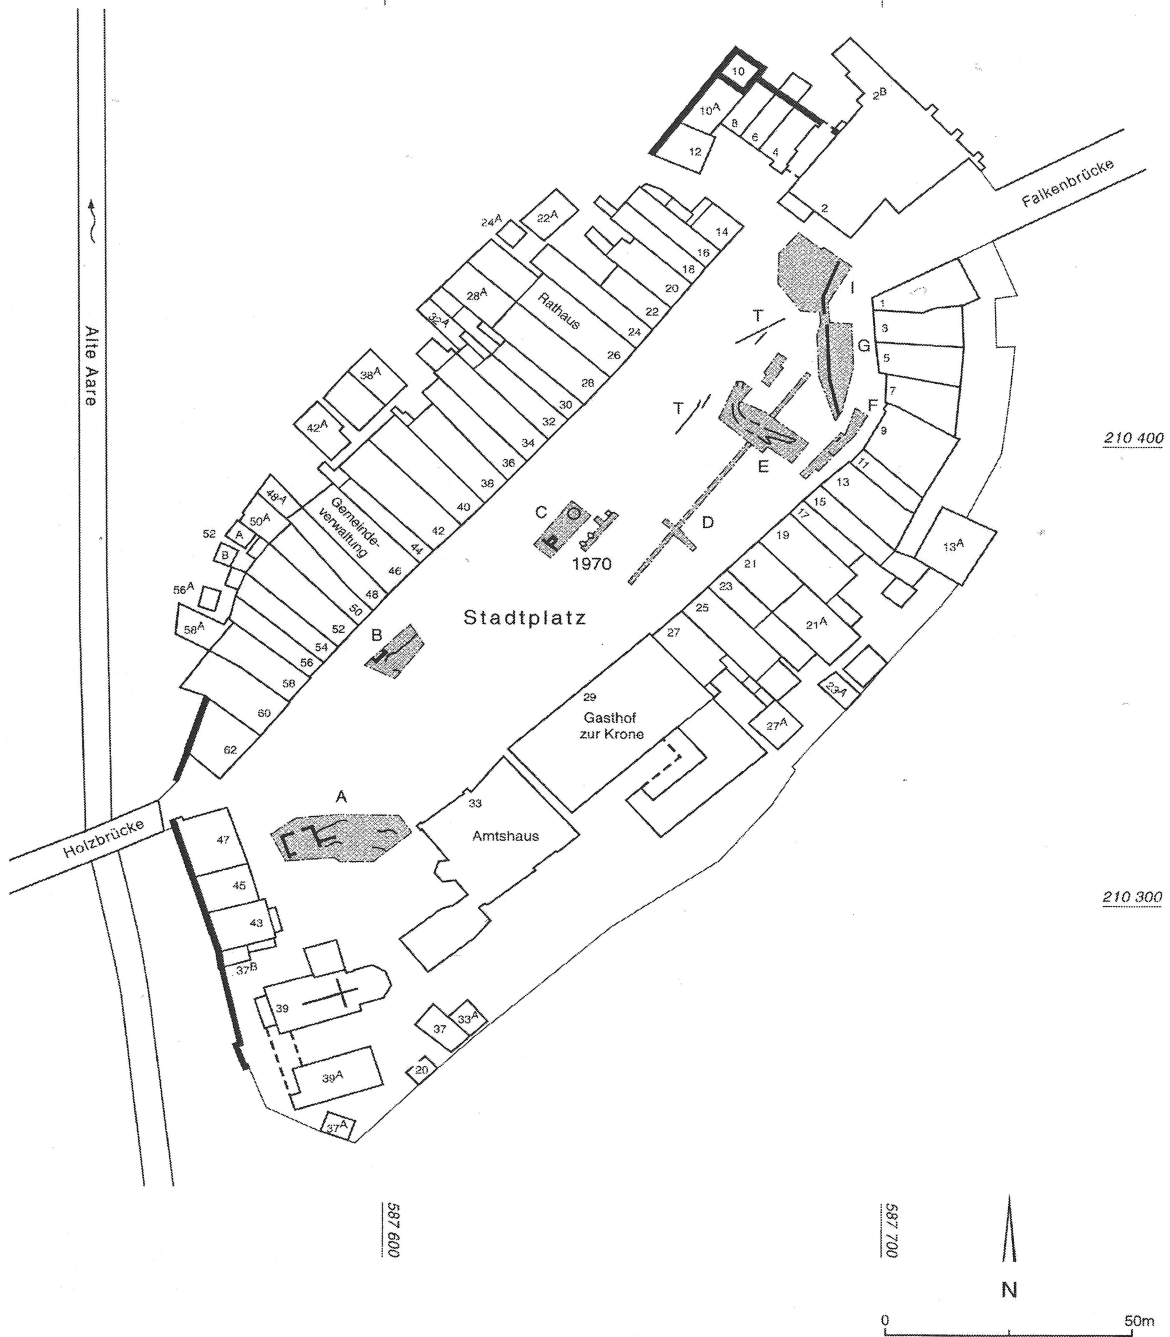 10
2B
10A
8
6
4
12
Falkenbrücke
2
22A
24A
14
16
18
I
1
28A
Rathaus
20
22
T
3
32A
24
G
5
26
38A
28
7
30
T
F
42A
32
9
34
E
210 400
36
11
38
13
48A
40
15
50A
Gemeinde-
verwaltung
42
C
D
17
52
A
44
19
13A
B
46
1970
21
56A
48
23
50
25
21A
58A
52
B
Stadtplatz
27
54
56
58
23A
29
60
Gasthof
zur Krone
27A
62
Alte Aare
A
33
Holzbrücke
47
Amtshaus
45
210 300
43
37B
39
33A
37
20
39A
37A
587 600
587 700
N
0
50m